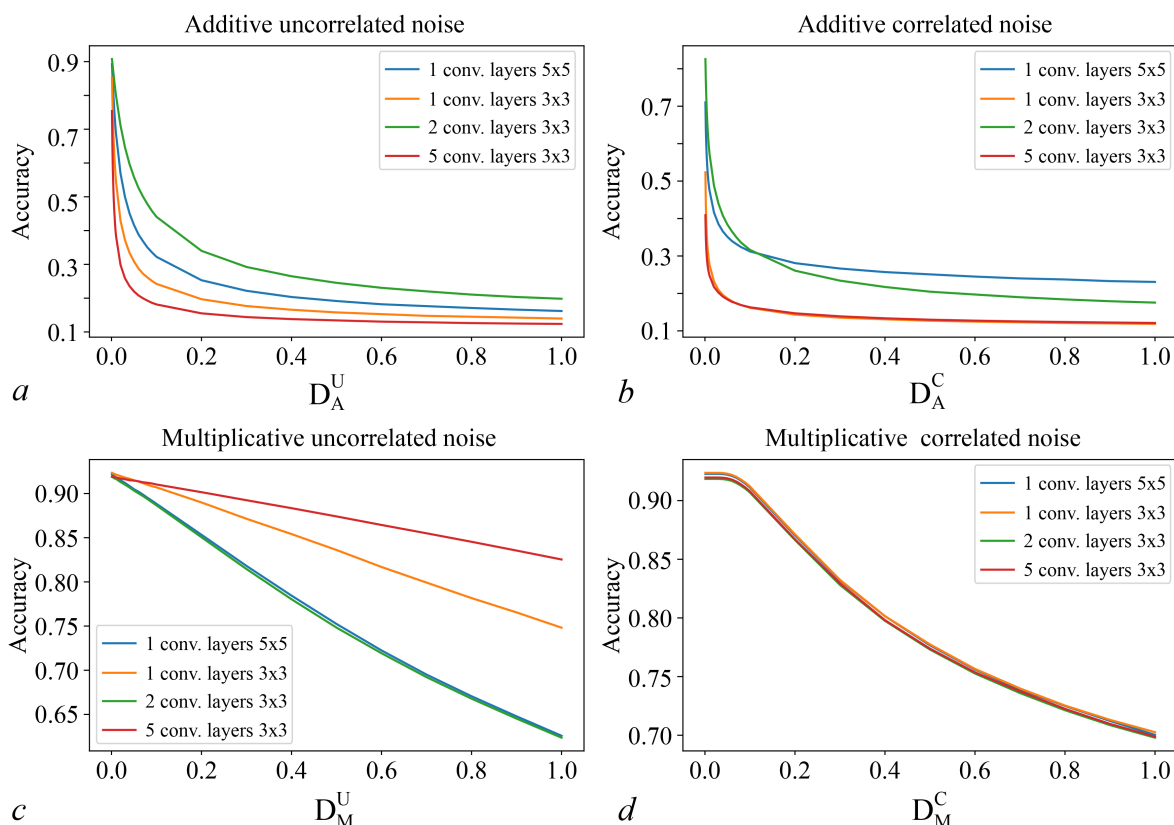 Additive uncorrelated noise
Accuracy
0.9
0.7
0.5
0.3
0.1
1 conv. layers 5x5
1 conv. layers 3x3
2 conv. layers 3x3
5 conv. layers 3x3
0.0 0.2 0.4 0.6 0.8 1.0
a
D_A^U
Additive correlated noise
Accuracy
0.7
0.5
0.3
0.1
1 conv. layers 5x5
1 conv. layers 3x3
2 conv. layers 3x3
5 conv. layers 3x3
0.0 0.2 0.4 0.6 0.8 1.0
b
D_A^C
Multiplicative uncorrelated noise
Accuracy
0.90
0.85
0.80
0.75
0.70
0.65
1 conv. layers 5x5
1 conv. layers 3x3
2 conv. layers 3x3
5 conv. layers 3x3
0.0 0.2 0.4 0.6 0.8 1.0
c
D_M^U
Multiplicative correlated noise
Accuracy
0.90
0.85
0.80
0.75
0.70
1 conv. layers 5x5
1 conv. layers 3x3
2 conv. layers 3x3
5 conv. layers 3x3
0.0 0.2 0.4 0.6 0.8 1.0
d
D_M^C